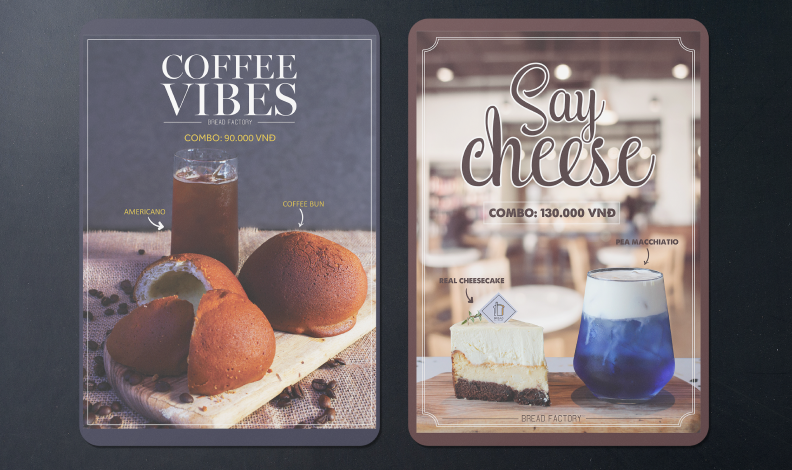 COFFEE
VIBES
BREAD FACTORY
COMBO: 90.000 VNĐ
AMERICANO
COFFEE BUN
Say
cheese
COMBO: 130.000 VNĐ
PEA MACCHIATIO
REAL CHEESECAKE
BREAD FACTORY